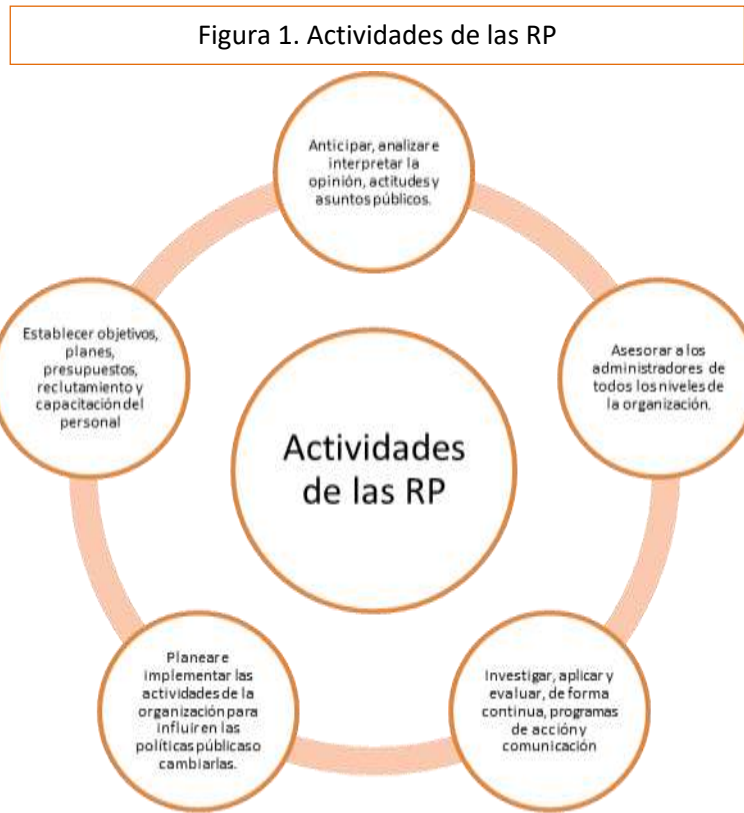 Figura 1. Actividades de las RP
Anticipar, analizar e
interpretar la
opinión, actitudes y
asuntos públicos.
Asesorar a los
administradores de
todos los niveles de
la organización.
Investigar, aplicar y
evaluar, de forma
continua, programas
de acción y
comunicación
Planear e
implementar las
actividades de la
organización para
influir en las
políticas públicas o
cambiarlas.
Establecer objetivos,
planes,
presupuestos,
reclutamiento y
capacitación del
personal
Actividades
de las RP